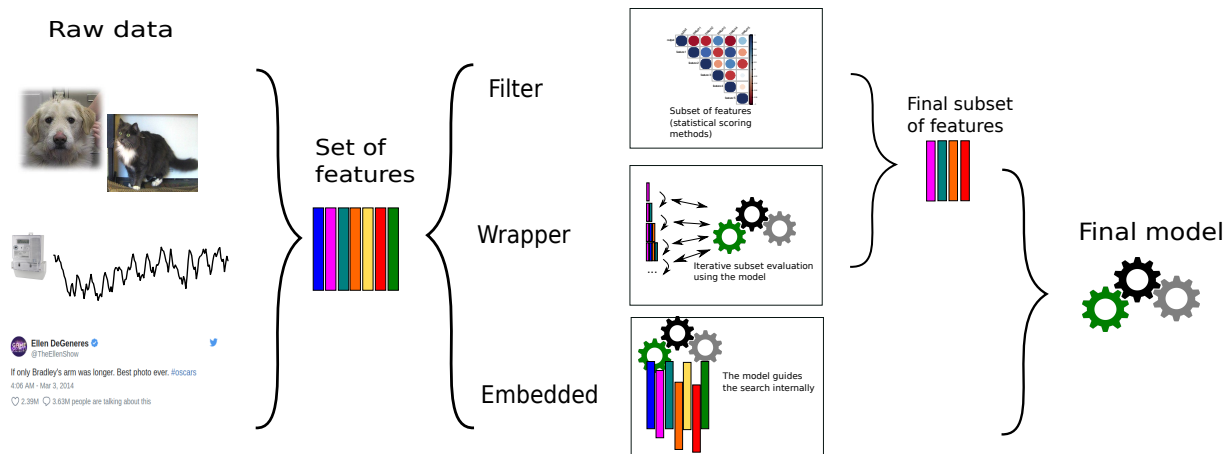 Raw data
Ellen DeGeneres
@TheEllenShow
If only Bradley's arm was longer. Best photo ever. #oscars
4:06 AM - Mar 3, 2014
2.39M 3.63M people are talking about this
Set of
features
Filter
Wrapper
Embedded
Subset of features
(statistical scoring
methods)
...
Iterative subset evaluation
using the model
The model guides
the search internally
Final subset
of features
Final model